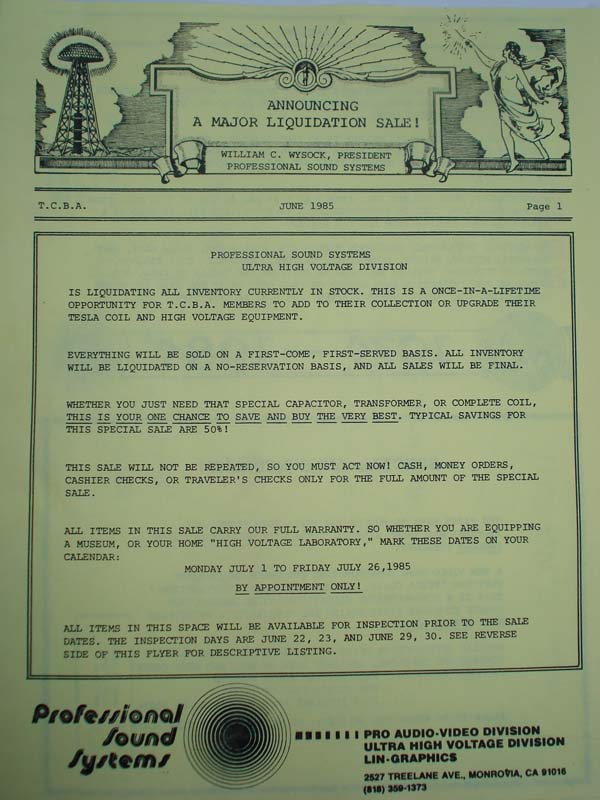 ANNOUNCING
A MAJOR LIQUIDATION SALE!
WILLIAM C. WYSOCK, PRESIDENT
PROFESSIONAL SOUND SYSTEMS
T.C.B.A. JUNE 1985 Page 1
PROFESSIONAL SOUND SYSTEMS
ULTRA HIGH VOLTAGE DIVISION
IS LIQUIDATING ALL INVENTORY CURRENTLY IN STOCK. THIS IS A ONCE-IN-A-LIFETIME
OPPORTUNITY FOR T.C.B.A. MEMBERS TO ADD TO THEIR COLLECTION OR UPGRADE THEIR
TESLA COIL AND HIGH VOLTAGE EQUIPMENT.
EVERYTHING WILL BE SOLD ON A FIRST-COME, FIRST-SERVED BASIS. ALL INVENTORY
WILL BE LIQUIDATED ON A NO-RESERVATION BASIS, AND ALL SALES WILL BE FINAL.
WHETHER YOU JUST NEED THAT SPECIAL CAPACITOR, TRANSFORMER, OR COMPLETE COIL,
THIS IS YOUR ONE CHANCE TO SAVE AND BUY THE VERY BEST. TYPICAL SAVINGS FOR
THIS SPECIAL SALE ARE 50%!
THIS SALE WILL NOT BE REPEATED, SO YOU MUST ACT NOW! CASH, MONEY ORDERS,
CASHIER CHECKS, OR TRAVELER'S CHECKS ONLY FOR THE FULL AMOUNT OF THE SPECIAL
SALE.
ALL ITEMS IN THIS SALE CARRY OUR FULL WARRANTY. SO WHETHER YOU ARE EQUIPPING
A MUSEUM, OR YOUR HOME "HIGH VOLTAGE LABORATORY," MARK THESE DATES ON YOUR
CALENDAR:
MONDAY JULY 1 TO FRIDAY JULY 26,1985
BY APPOINTMENT ONLY!
ALL ITEMS IN THIS SPACE WILL BE AVAILABLE FOR INSPECTION PRIOR TO THE SALE
DATES. THE INSPECTION DAYS ARE JUNE 22, 23, AND JUNE 29, 30. SEE REVERSE
SIDE OF THIS FLYER FOR DESCRIPTIVE LISTING.
Professional
Sound
Systems
PRO AUDIO-VIDEO DIVISION
ULTRA HIGH VOLTAGE DIVISION
LIN-GRAPHICS
2527 TREELANE AVE., MONROVIA, CA 91016
(818) 359-1373